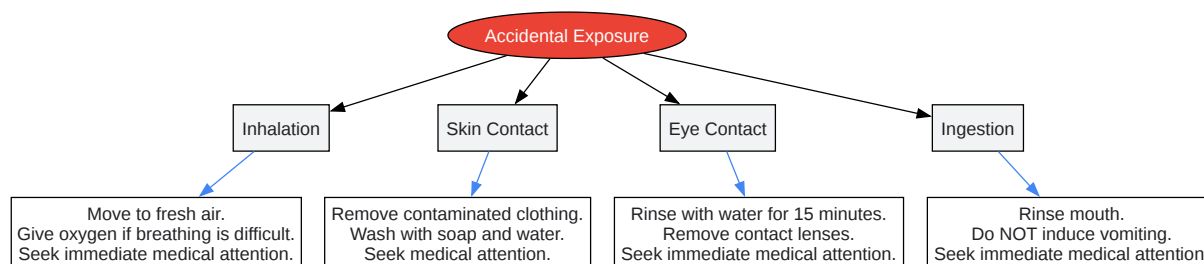 Accidental Exposure
Inhalation
Skin Contact
Eye Contact
Ingestion
Move to fresh air.
Give oxygen if breathing is difficult.
Seek immediate medical attention.
Remove contaminated clothing.
Wash with soap and water.
Seek medical attention.
Rinse with water for 15 minutes.
Remove contact lenses.
Seek immediate medical attention.
Rinse mouth.
Do NOT induce vomiting.
Seek immediate medical attention.